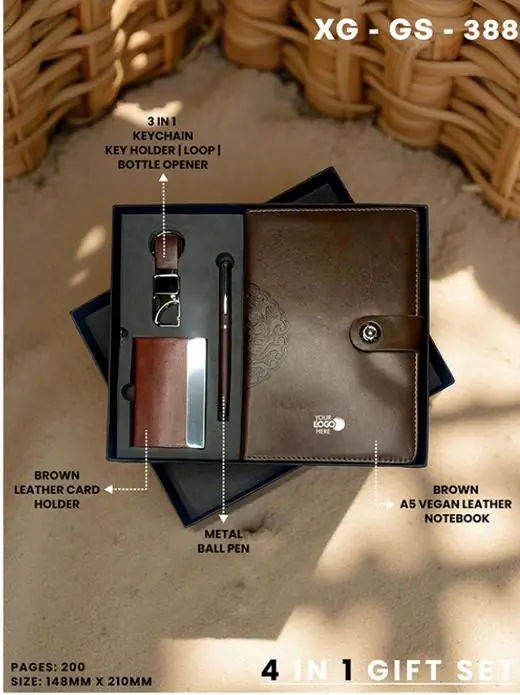 XG - GS - 388
3 IN 1
KEYCHAIN
KEY HOLDER | LOOP |
BOTTLE OPENER
YOUR
LOGO
HERE
BROWN
LEATHER CARD
HOLDER
METAL
BALL PEN
BROWN
A5 VEGAN LEATHER
NOTEBOOK
PAGES: 200
SIZE: 148MM X 210MM
4 IN 1 GIFT SET